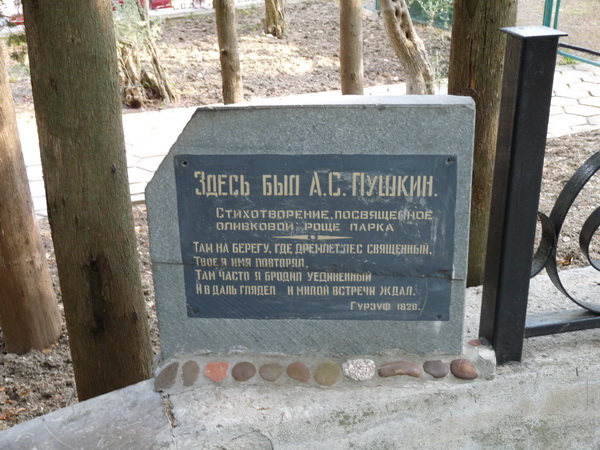 Здесь был А.С. Пушкин.
Стихотворение, посвященное
оливковой роще парка
Там на берегу, где дремлет лес священный,
Твое я имя повторял,
Там часто я бродил уединенный
И в даль глядел и милой встречи ждал.
Гурзуф 1820.